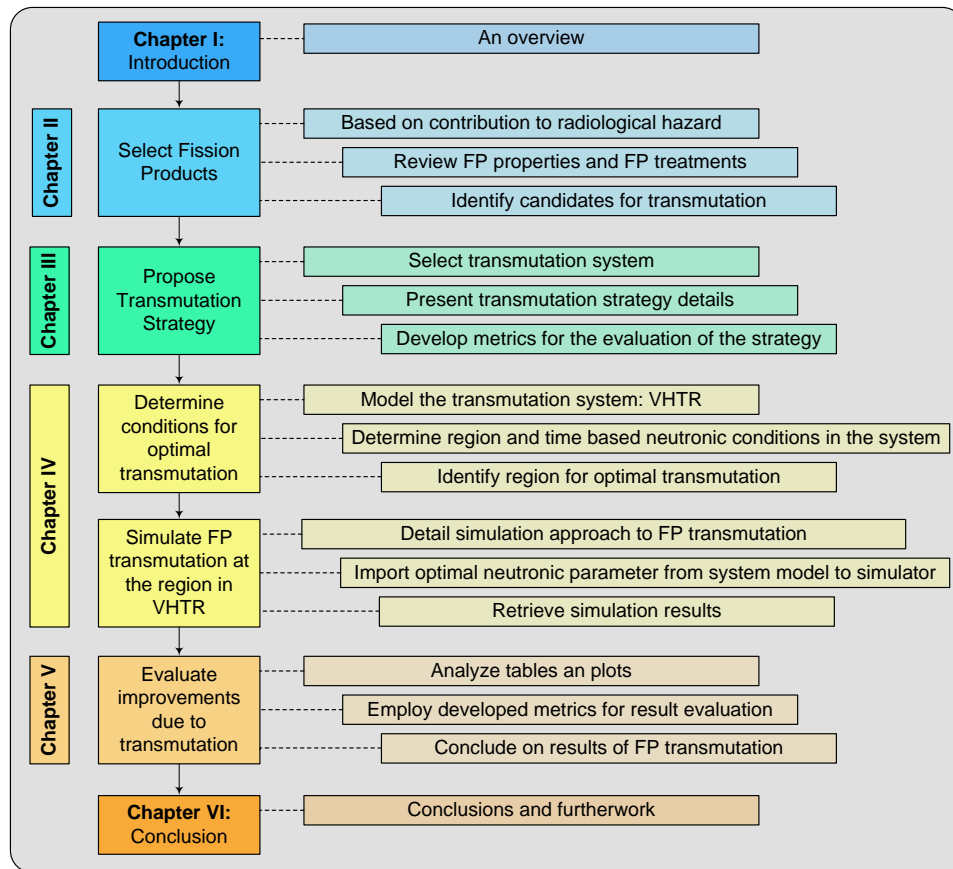 Chapter I:
Introduction
An overview
Chapter II
Select Fission
Products
Based on contribution to radiological hazard
Review FP properties and FP treatments
Identify candidates for transmutation
Chapter III
Propose
Transmutation
Strategy
Select transmutation system
Present transmutation strategy details
Develop metrics for the evaluation of the strategy
Chapter IV
Determine
conditions for
optimal
transmutation
Model the transmutation system: VHTR
Determine region and time based neutronic conditions in the system
Identify region for optimal transmutation
Simulate FP
transmutation at
the region in
VHTR
Detail simulation approach to FP transmutation
Import optimal neutronic parameter from system model to simulator
Retrieve simulation results
Chapter V
Evaluate
improvements
due to
transmutation
Analyze tables an plots
Employ developed metrics for result evaluation
Conclude on results of FP transmutation
Chapter VI:
Conclusion
Conclusions and furtherwork